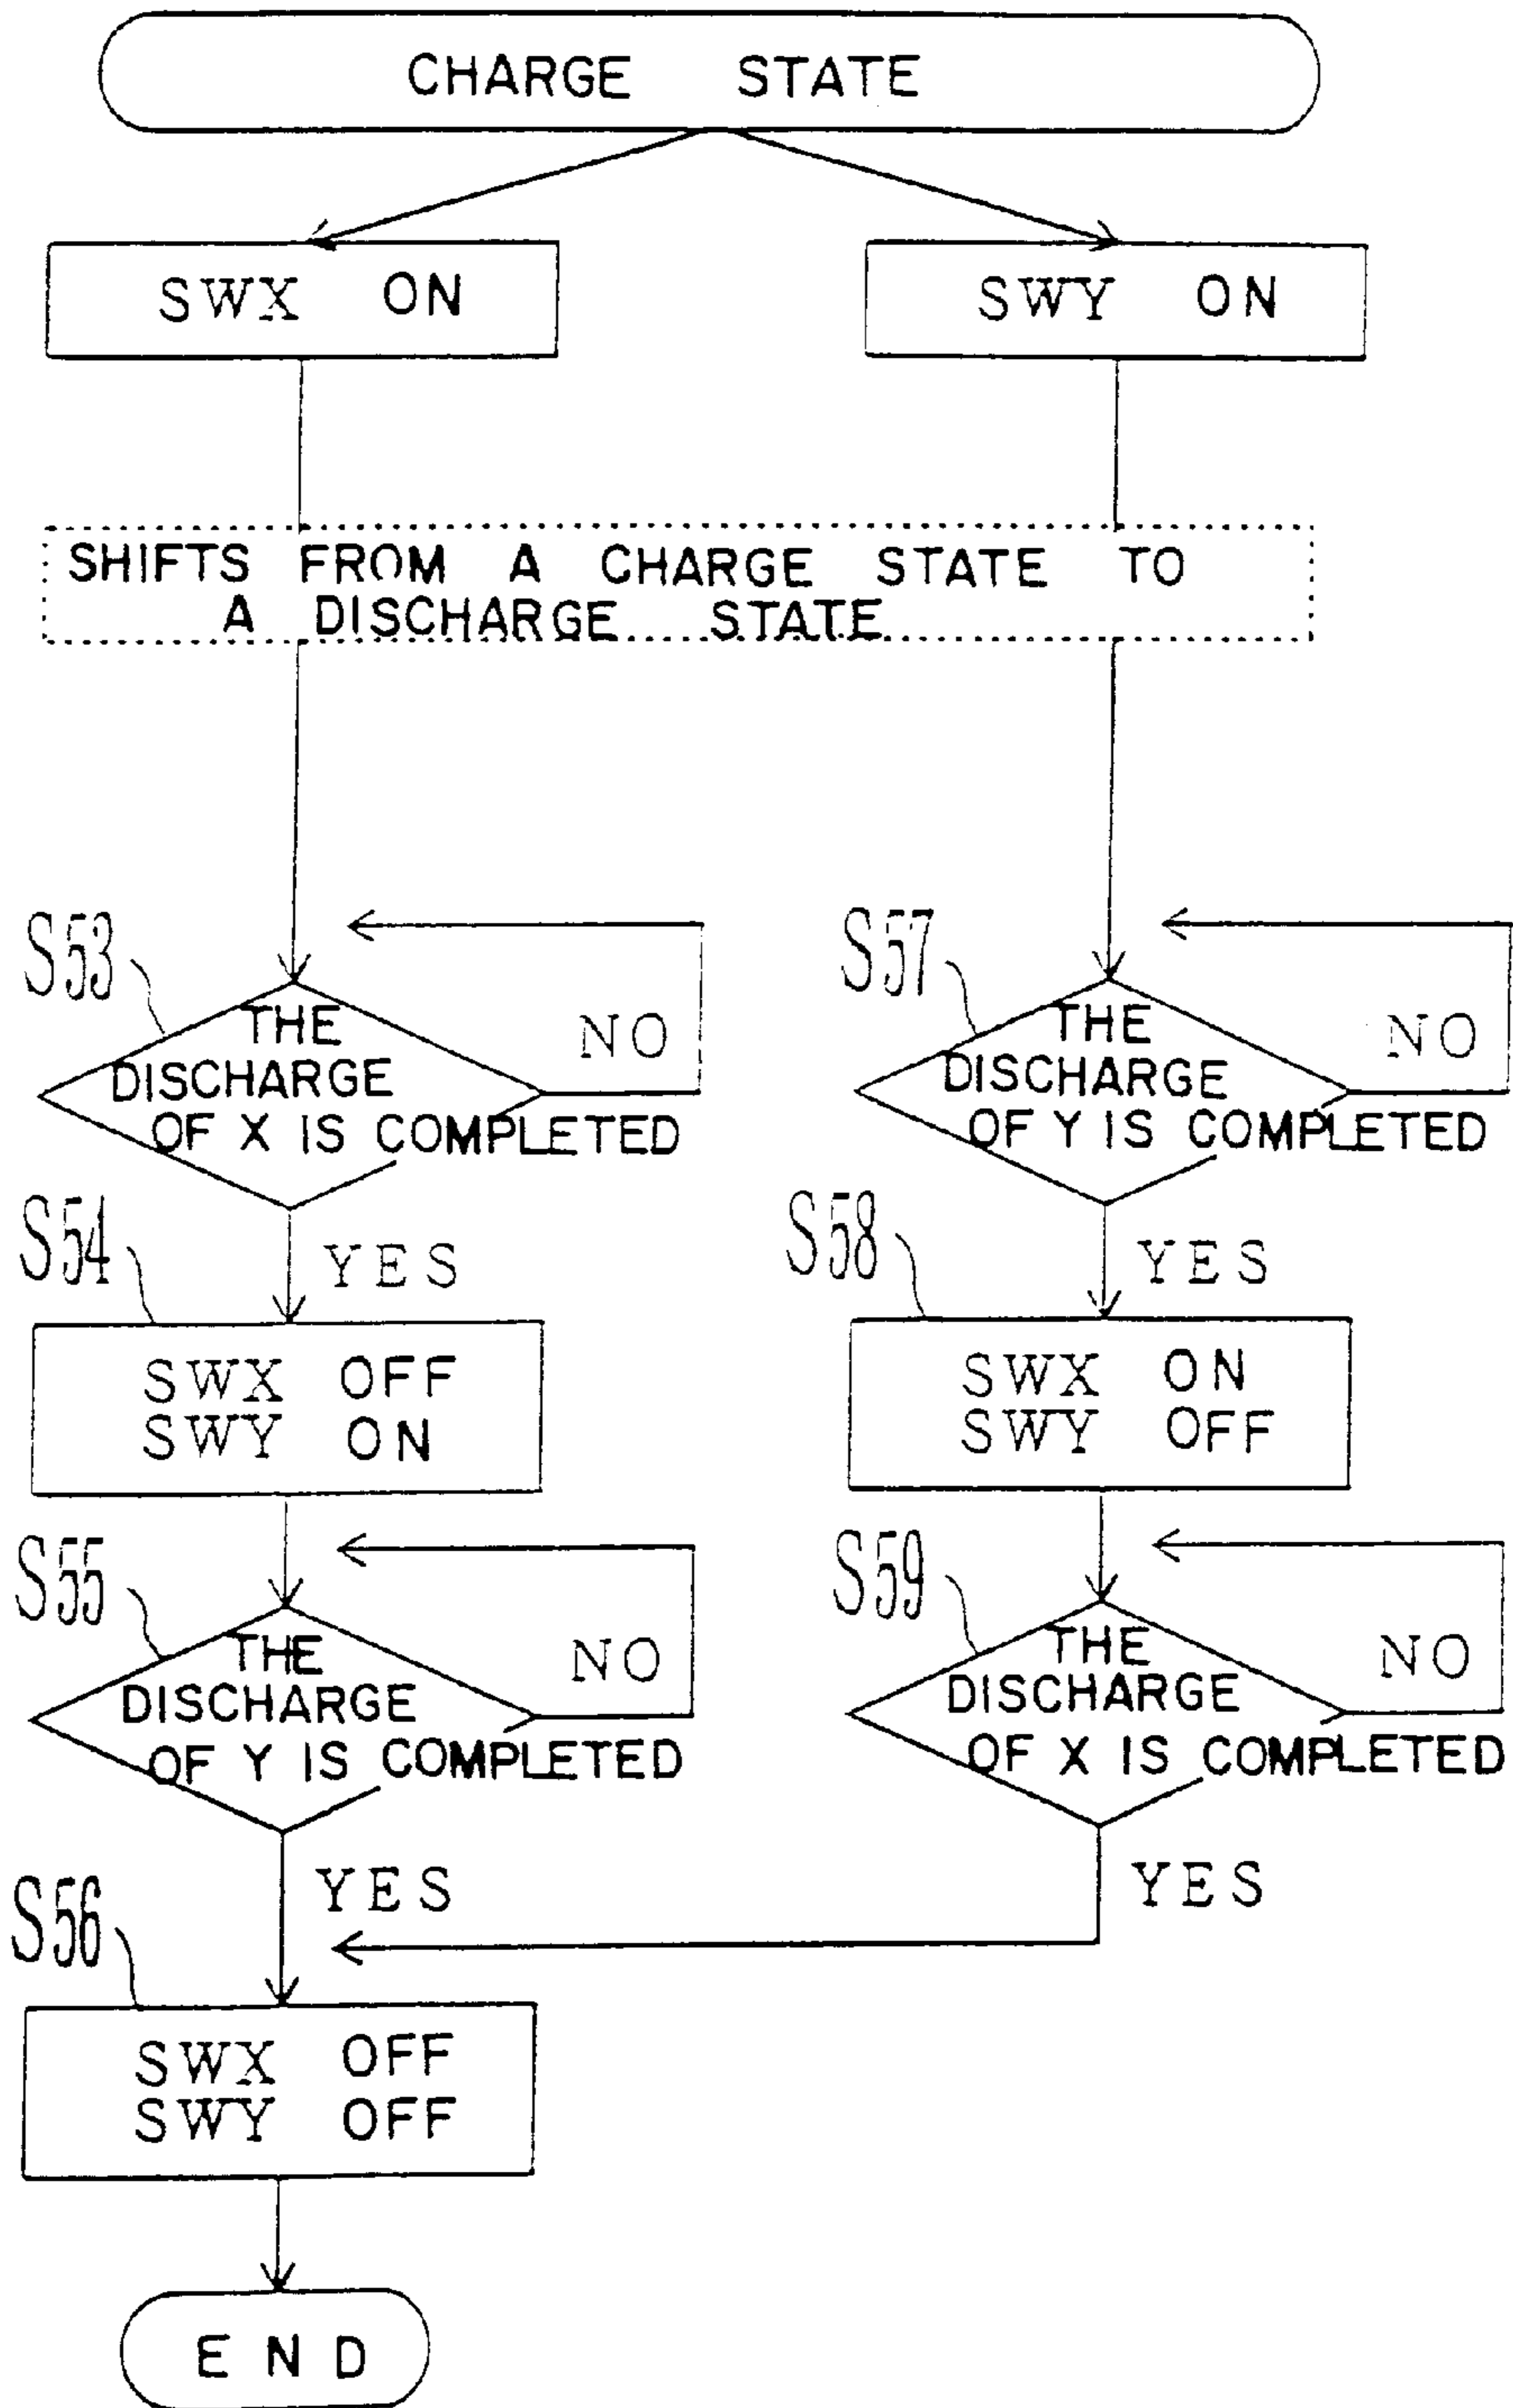 CHARGE STATE
SWX ON
SWY ON
SHIFTS FROM A CHARGE STATE TO
A DISCHARGE STATE
S53
THE
DISCHARGE
OF X IS COMPLETED
NO
YES
S54
SWX OFF
SWY ON
S55
THE
DISCHARGE
OF Y IS COMPLETED
NO
YES
S56
SWX OFF
SWY OFF
END
S57
THE
DISCHARGE
OF Y IS COMPLETED
NO
YES
S58
SWX ON
SWY OFF
S59
THE
DISCHARGE
OF X IS COMPLETED
NO
YES